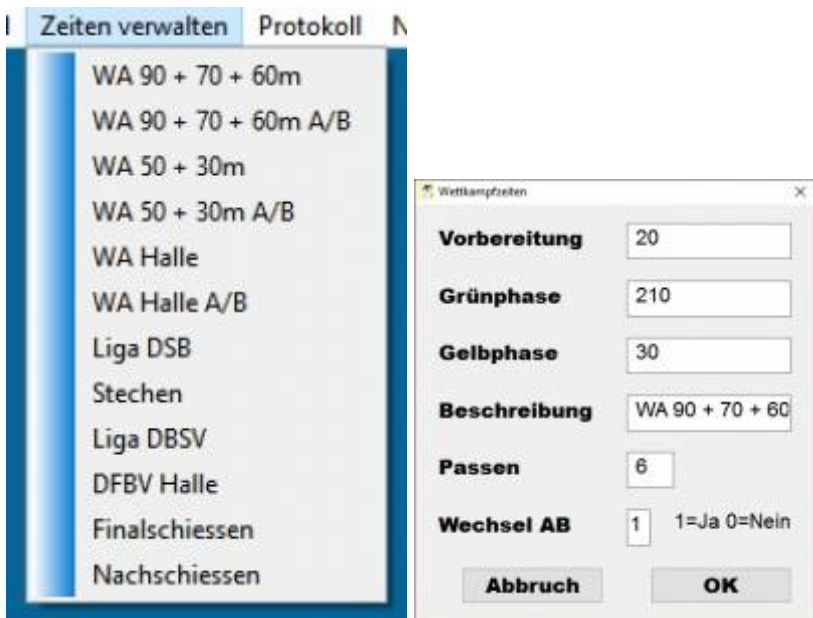 Zeiten verwalten Protokoll N
WA 90 + 70 + 60m
WA 90 + 70 + 60m A/B
WA 50 + 30m
WA 50 + 30m A/B
WA Halle
WA Halle A/B
Liga DSB
Stechen
Liga DBSV
DFBV Halle
Finalschiessen
Nachschiessen
Wettkampfzeiten
Vorbereitung 20
Grünphase 210
Gelbphase 30
Beschreibung WA 90 + 70 + 60
Passen 6
Wechsel AB 1 1=Ja 0=Nein
Abbruch OK